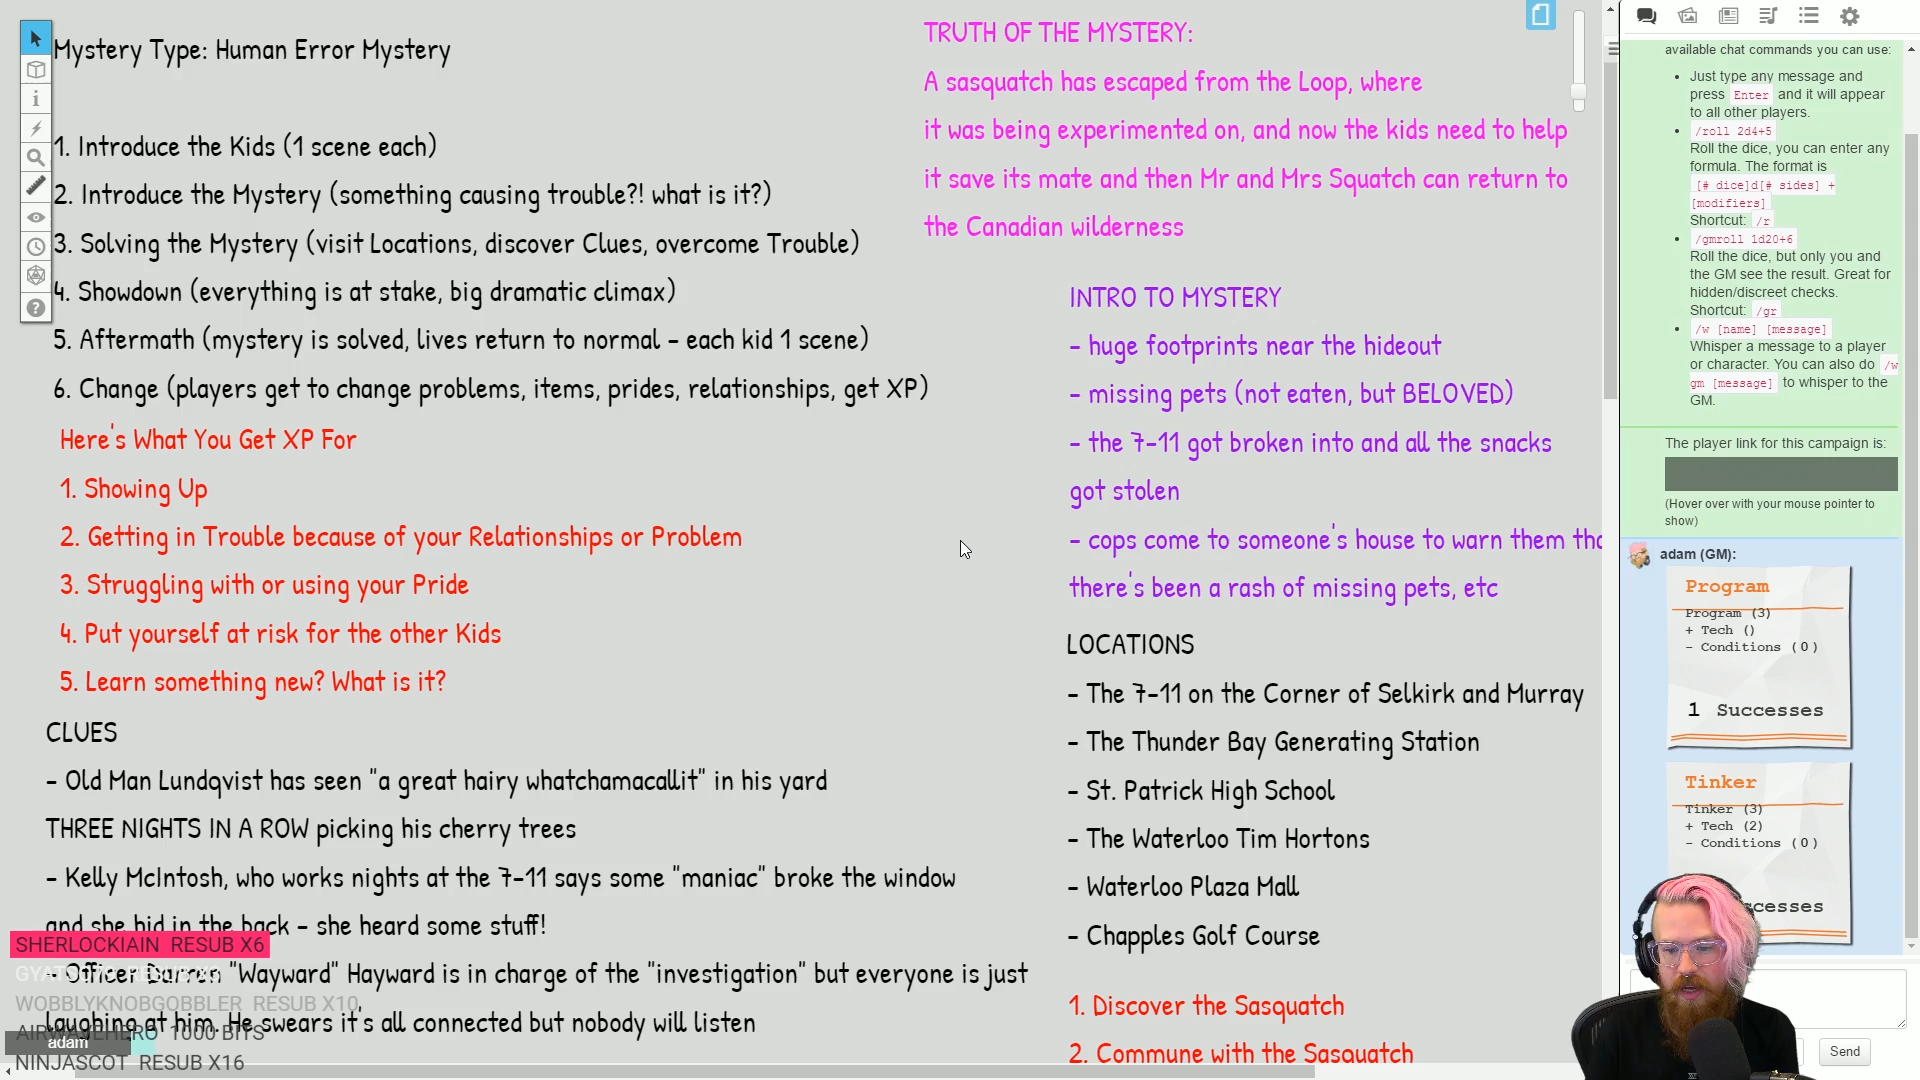 Mystery Type: Human Error Mystery
1. Introduce the Kids (1 scene each)
2. Introduce the Mystery (something causing trouble?! what is it?)
3. Solving the Mystery (visit Locations, discover Clues, overcome Trouble)
4. Showdown (everything is at stake, big dramatic climax)
5. Aftermath (mystery is solved, lives return to normal - each kid 1 scene)
6. Change (players get to change problems, items, prides, relationships, get XP)
Here's What You Get XP For
1. Showing Up
2. Getting in Trouble because of your Relationships or Problem
3. Struggling with or using your Pride
4. Put yourself at risk for the other Kids
5. Learn something new? What is it?
CLUES
- Old Man Lundqvist has seen "a great hairy whatchamacallit" in his yard
THREE NIGHTS IN A ROW picking his cherry trees
- Kelly McIntosh, who works nights at the 7-11 says some "maniac" broke the window
and she hid in the back - she heard some stuff!
- Officer Darren "Wayward" Hayward is in charge of the "investigation" but everyone is just
laughing at him. He swears it's all connected but nobody will listen
SHERLOCKIAIN RESUB X6
WOBBLYKNOBGOBBLER RESUB X10
1000 BITS
adam
NINJASCOT RESUB X16
TRUTH OF THE MYSTERY:
A sasquatch has escaped from the Loop, where
it was being experimented on, and now the kids need to help
it save its mate and then Mr and Mrs Squatch can return to
the Canadian wilderness
INTRO TO MYSTERY
- huge footprints near the hideout
- missing pets (not eaten, but BELOVED)
- the 7-11 got broken into and all the snacks
got stolen
- cops come to someone's house to warn them
there's been a rash of missing pets, etc
LOCATIONS
- The 7-11 on the Corner of Selkirk and Murray
- The Thunder Bay Generating Station
- St. Patrick High School
- The Waterloo Tim Hortons
- Waterloo Plaza Mall
- Chapples Golf Course
1. Discover the Sasquatch
2. Commune with the Sasquatch
available chat commands you can use:
• Just type any message and
press Enter and it will appear
to all other players.
• /roll 2d4+5
Roll the dice, you can enter any
formula. The format is
[# dice]d[# sides] +
[modifiers]
Shortcut: /r
• /gmroll 1d20+6
Roll the dice, but only you and
the GM see the result. Great for
hidden/discreet checks.
Shortcut: /gr
• /w [name] [message]
Whisper a message to a player
or character. You can also do /w
gm [message] to whisper to the
GM.
The player link for this campaign is:
(Hover over with your mouse pointer to
show)
adam (GM):
Program
Program (3)
+ Tech ()
- Conditions (0)
1 Successes
Tinker
Tinker (3)
+ Tech (2)
- Conditions (0)
Send